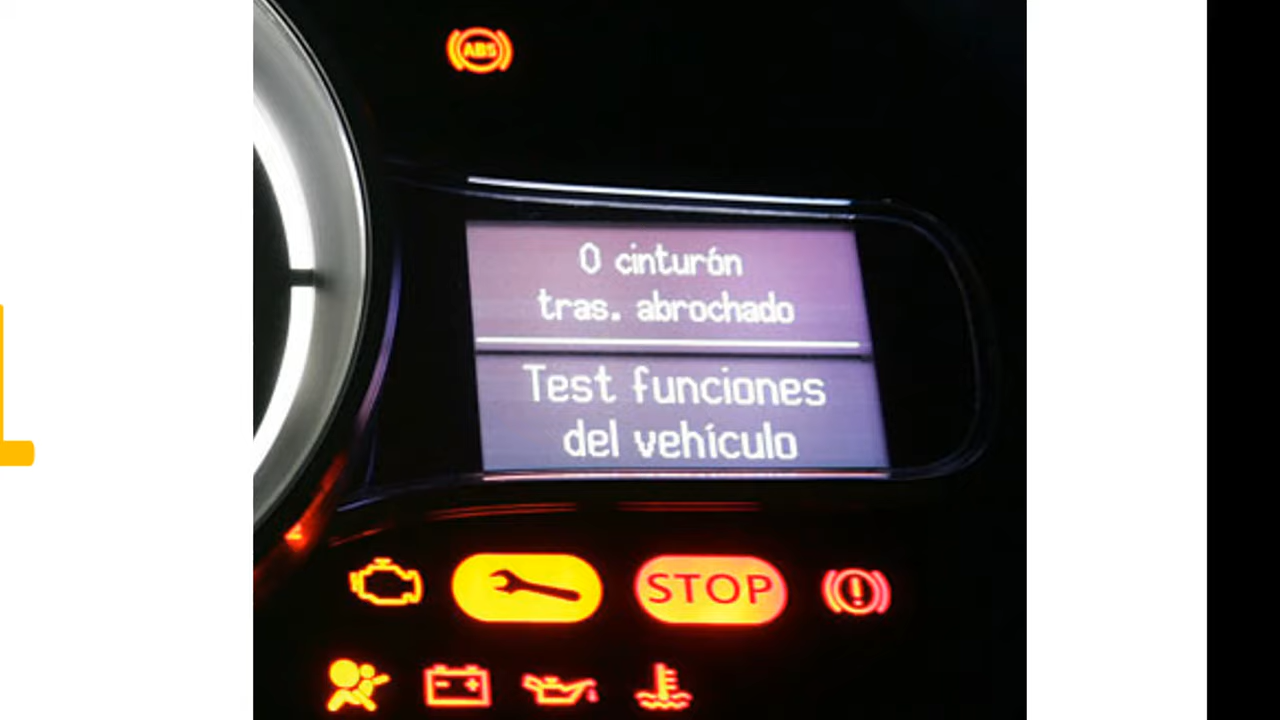 ABS
0 cinturón
tras. abrochado
Test funciones
del vehículo
STOP